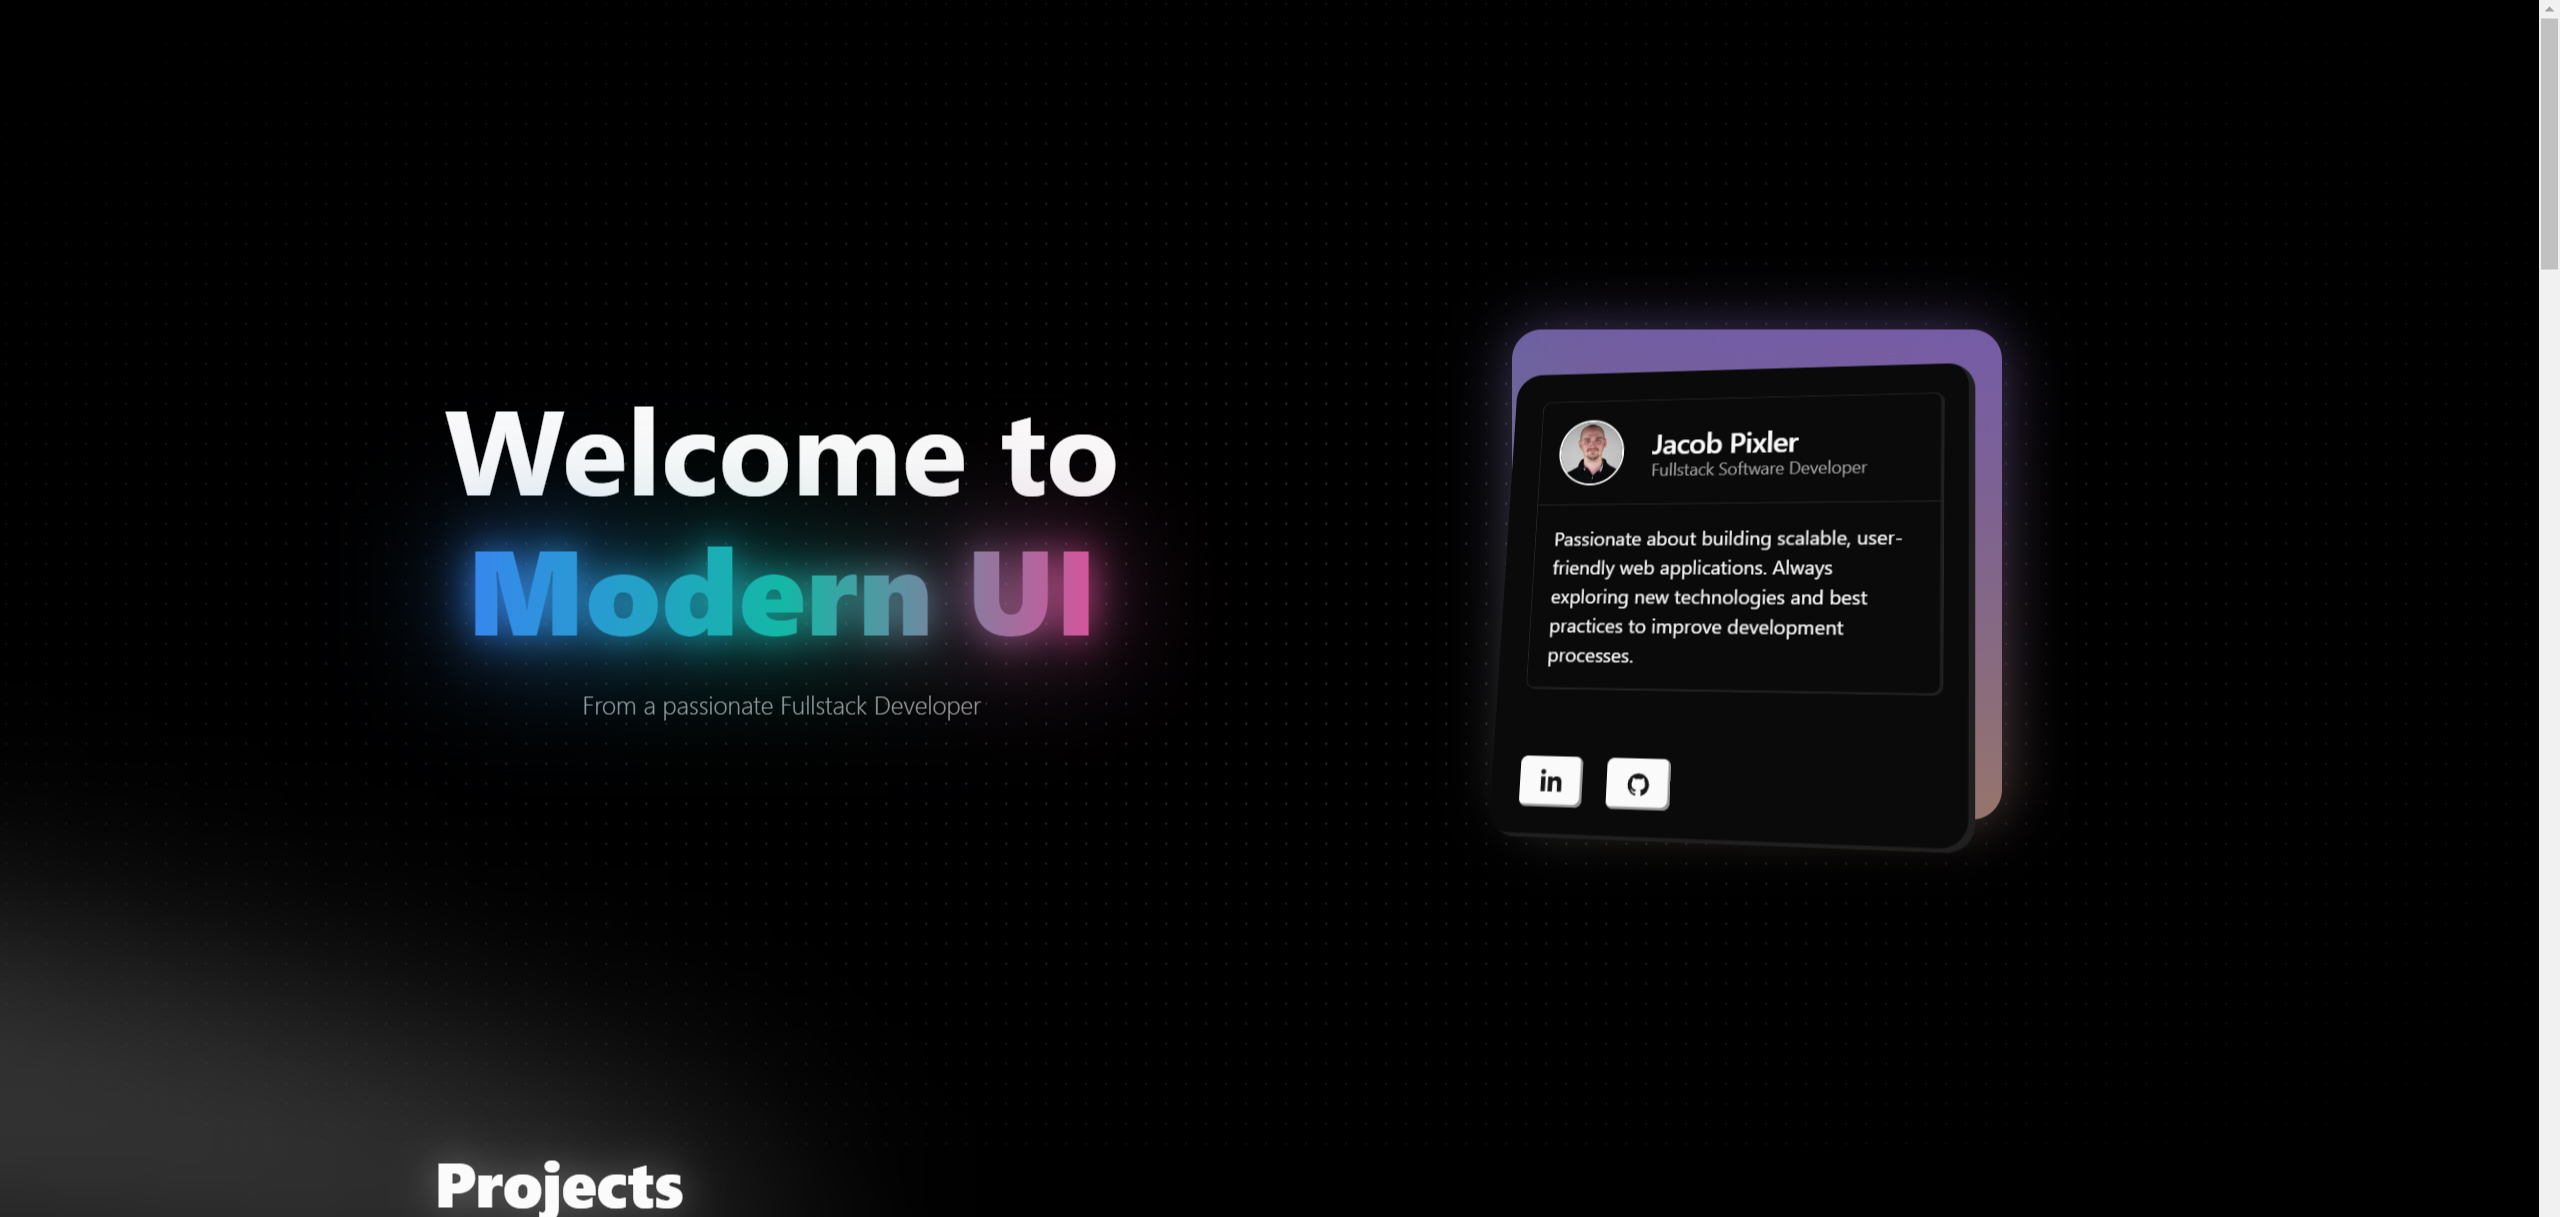 Welcome to
Modern UI
From a passionate Fullstack Developer
Jacob Pixler
Fullstack Software Developer
Passionate about building scalable, user-
friendly web applications. Always
exploring new technologies and best
practices to improve development
processes.
in
Projects